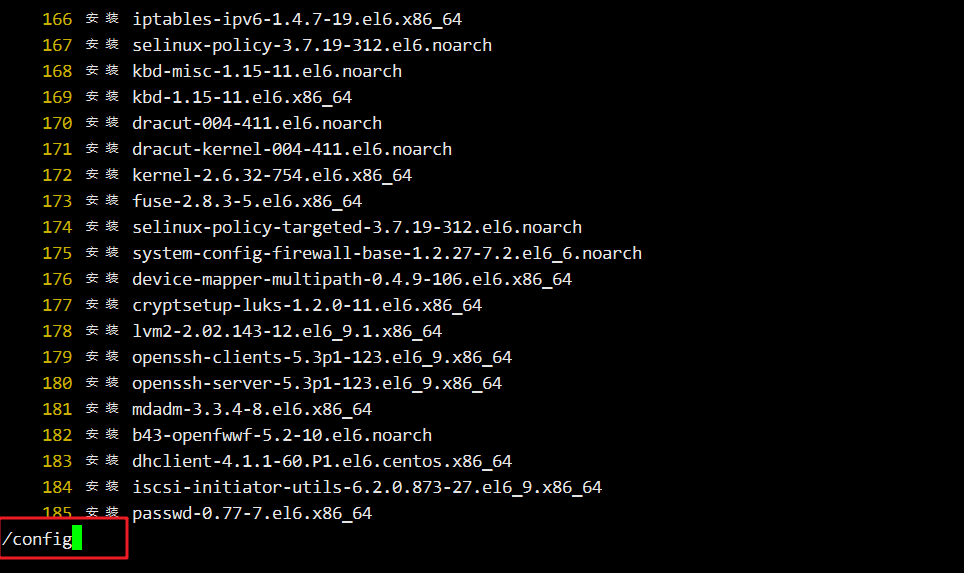 166 安装 iptables-ipv6-1.4.7-19.el6.x86_64
167 安装 selinux-policy-3.7.19-312.el6.noarch
168 安装 kbd-misc-1.15-11.el6.noarch
169 安装 kbd-1.15-11.el6.x86_64
170 安装 dracut-004-411.el6.noarch
171 安装 dracut-kernel-004-411.el6.noarch
172 安装 kernel-2.6.32-754.el6.x86_64
173 安装 fuse-2.8.3-5.el6.x86_64
174 安装 selinux-policy-targeted-3.7.19-312.el6.noarch
175 安装 system-config-firewall-base-1.2.27-7.2.el6_6.noarch
176 安装 device-mapper-multipath-0.4.9-106.el6.x86_64
177 安装 cryptsetup-luks-1.2.0-11.el6.x86_64
178 安装 lvm2-2.02.143-12.el6_9.1.x86_64
179 安装 openssh-clients-5.3p1-123.el6_9.x86_64
180 安装 openssh-server-5.3p1-123.el6_9.x86_64
181 安装 mdadm-3.3.4-8.el6.x86_64
182 安装 b43-openfwwf-5.2-10.el6.noarch
183 安装 dhclient-4.1.1-60.P1.el6.centos.x86_64
184 安装 iscsi-initiator-utils-6.2.0.873-27.el6_9.x86_64
185 安装 passwd-0.77-7.el6.x86_64
/config